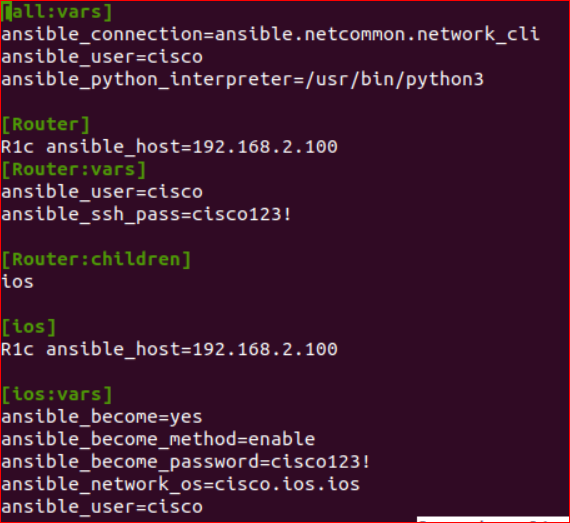 [all:vars]
ansible_connection=ansible.netcommon.network_cli
ansible_user=cisco
ansible_python_interpreter=/usr/bin/python3
[Router]
R1c ansible_host=192.168.2.100
[Router:vars]
ansible_user=cisco
ansible_ssh_pass=cisco123!
[Router:children]
ios
[ios]
R1c ansible_host=192.168.2.100
[ios:vars]
ansible_become=yes
ansible_become_method=enable
ansible_become_password=cisco123!
ansible_network_os=cisco.ios.ios
ansible_user=cisco